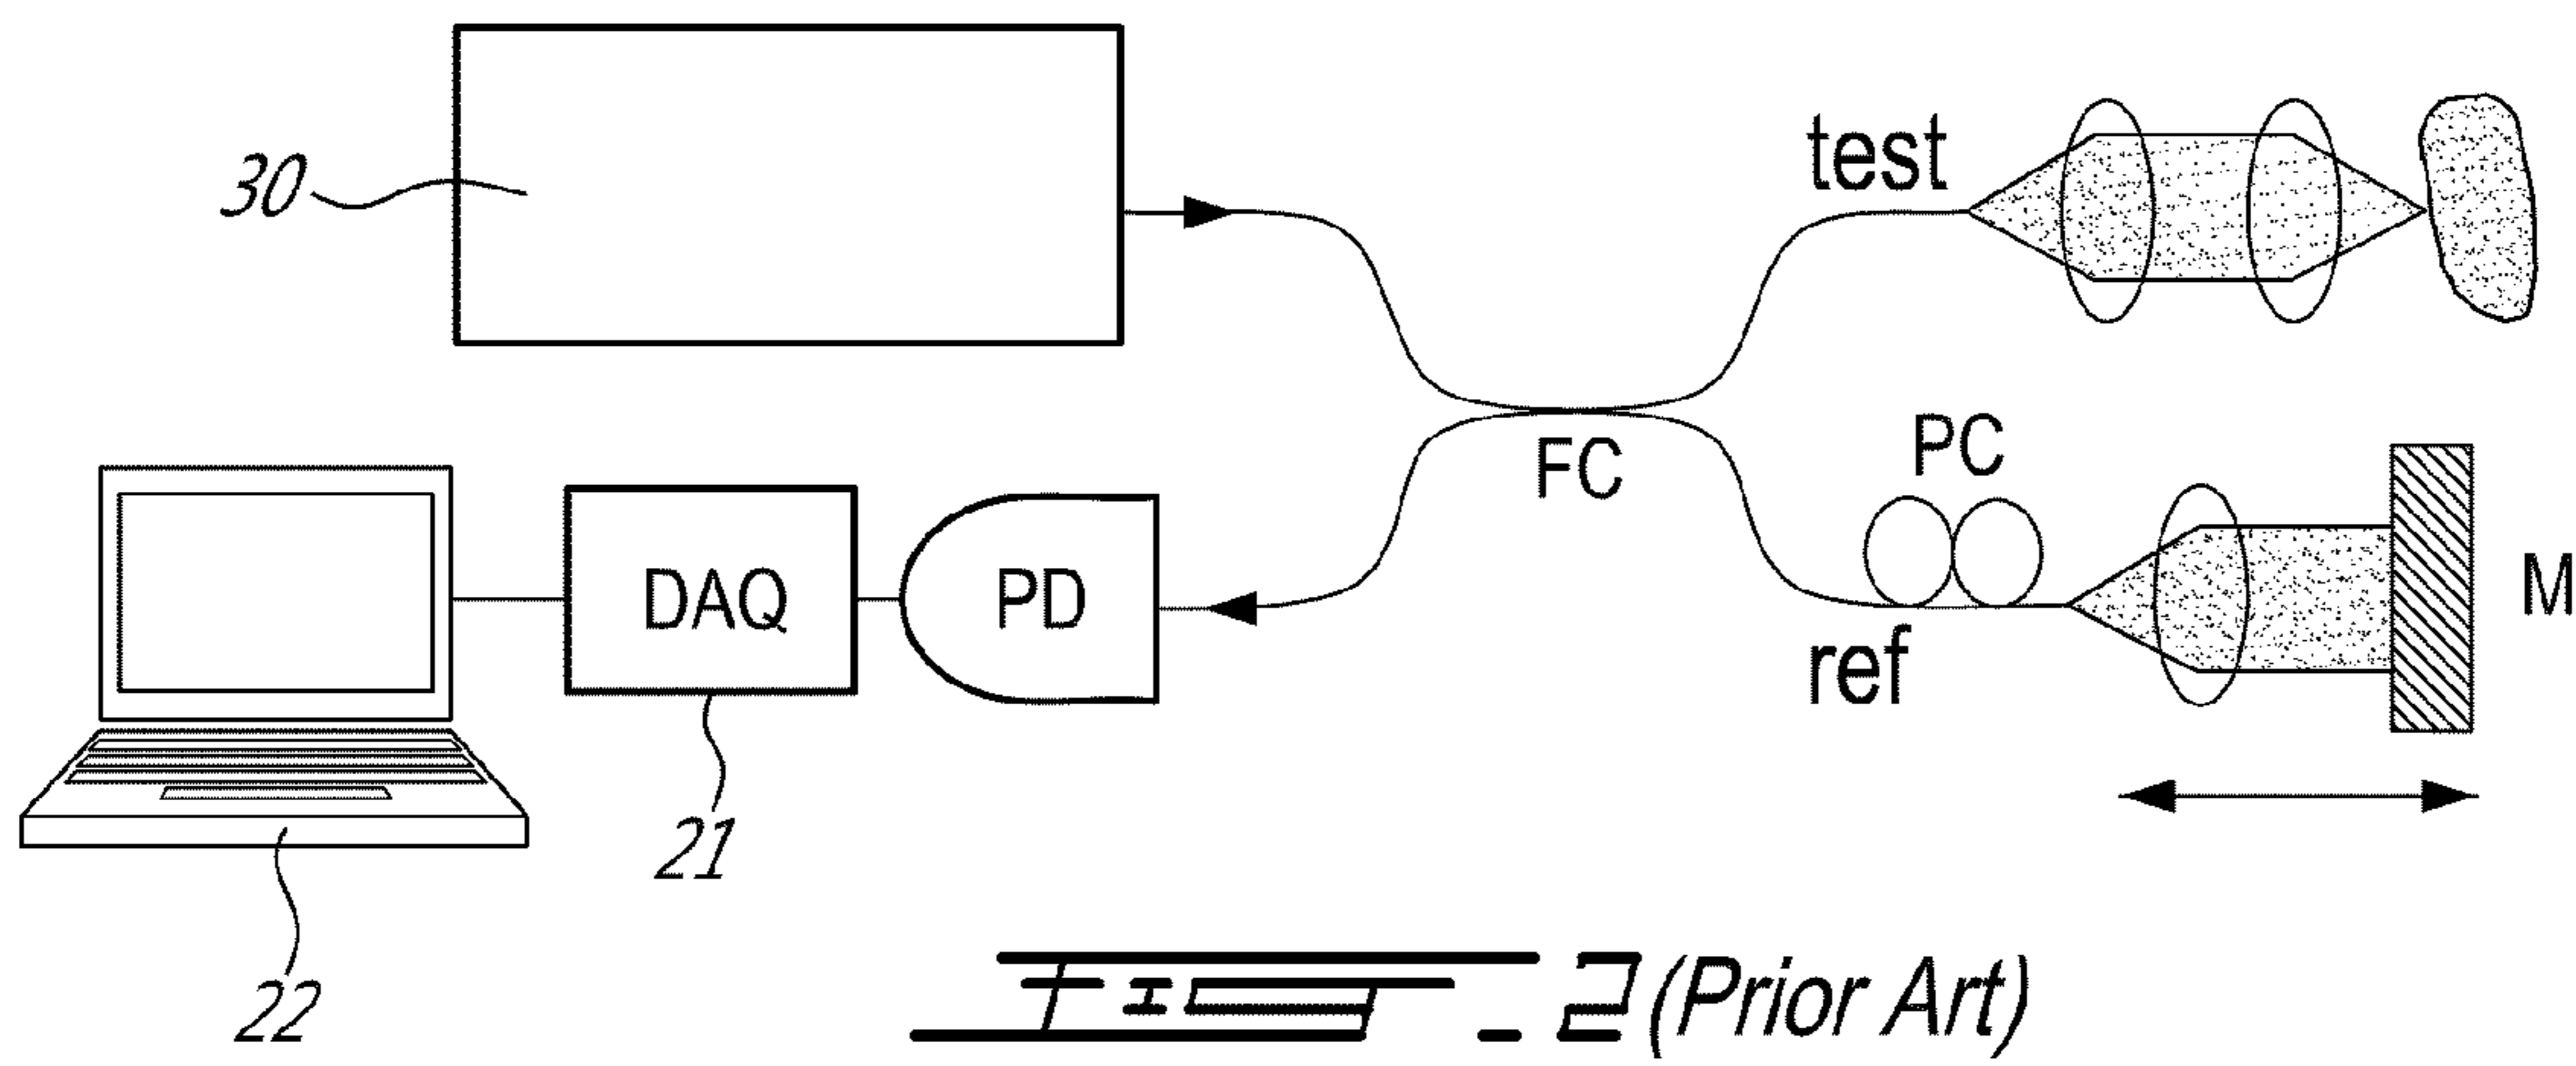 30
test
FC
PC
DAQ
PD
M
ref
21
22
FIG. 2 (Prior Art)